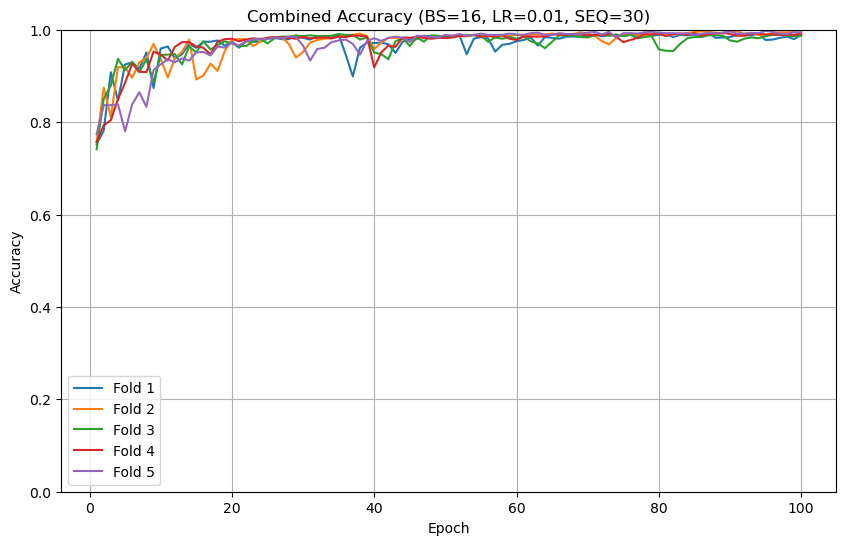 Combined Accuracy (BS=16, LR=0.01, SEQ=30)
1.0
0.8
0.6
0.4
0.2
0.0
Accuracy
Fold 1
Fold 2
Fold 3
Fold 4
Fold 5
0 20 40 60 80 100
Epoch